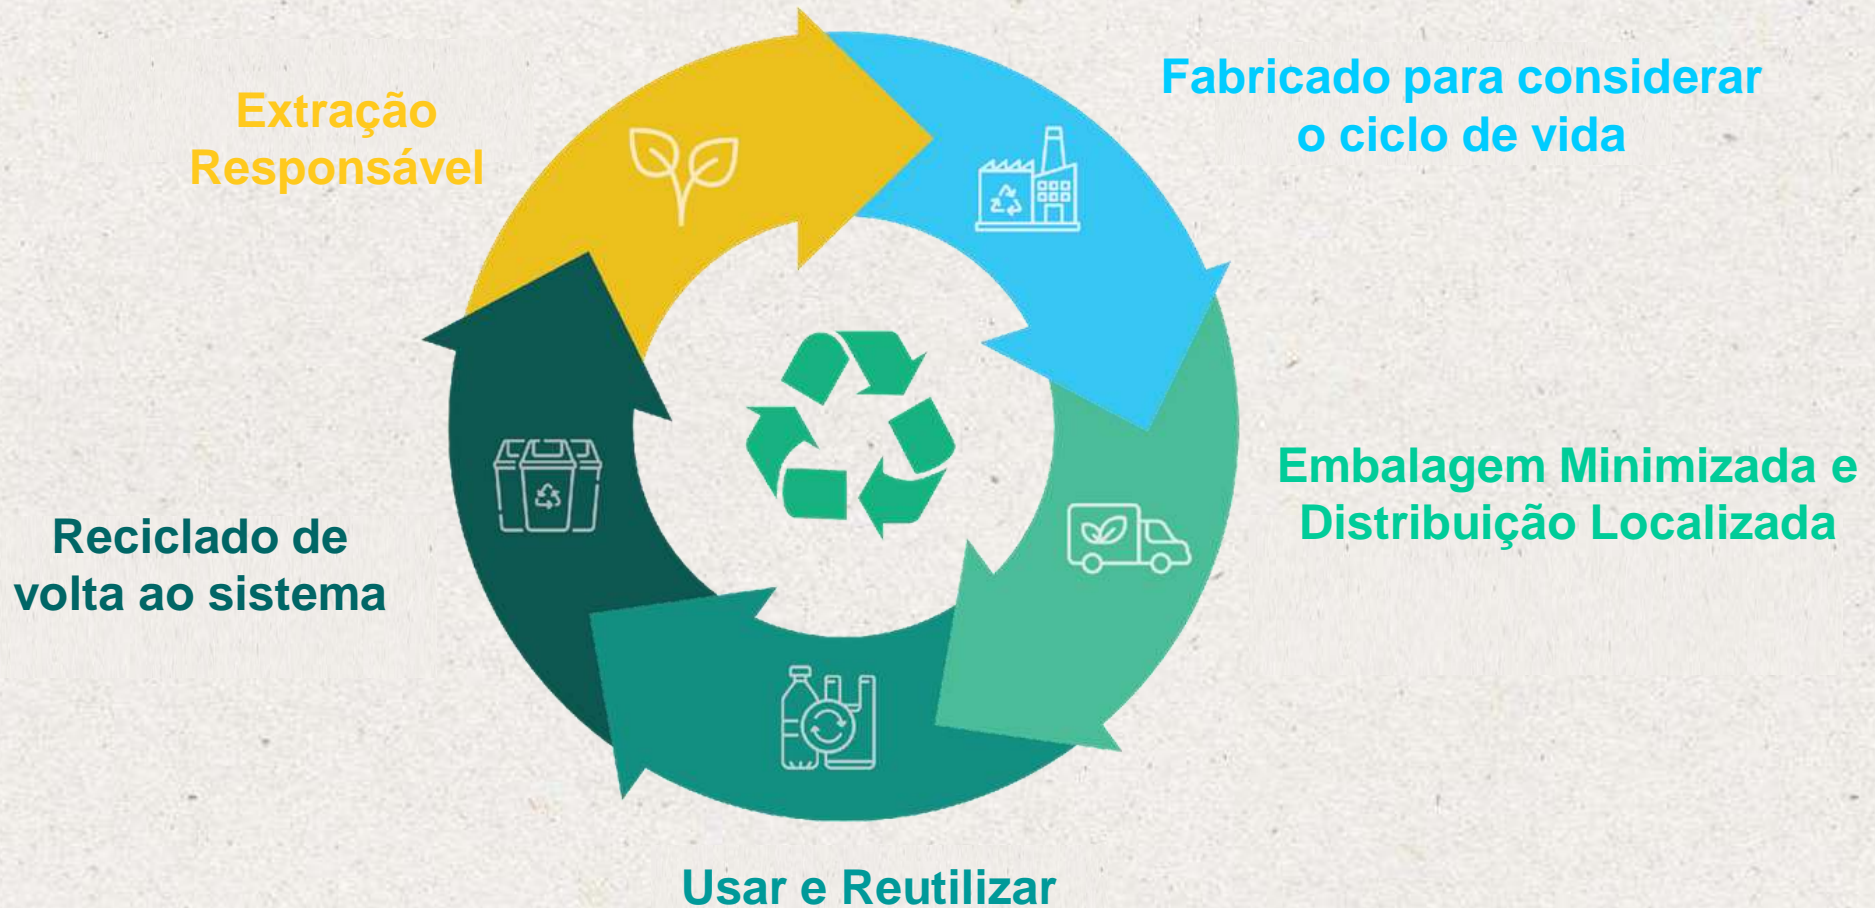 Extração
Responsável
Fabricado para considerar
o ciclo de vida
Embalagem Minimizada e
Distribuição Localizada
Usar e Reutilizar
Reciclado de
volta ao sistema